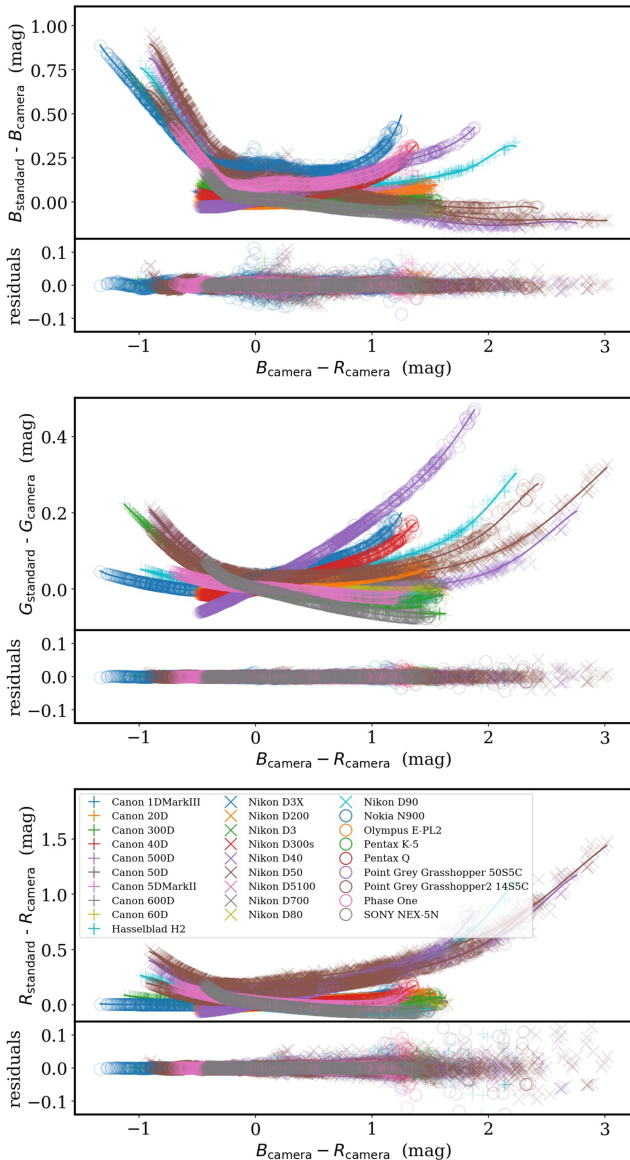 1.00
0.75
0.50
0.25
0.00
B_standard - B_camera (mag)
0.1
0.0
−0.1
residuals
−1 0 1 2 3
B_camera − R_camera (mag)
0.4
0.2
0.0
G_standard - G_camera (mag)
0.1
0.0
−0.1
residuals
−1 0 1 2 3
B_camera − R_camera (mag)
1.5
1.0
0.5
0.0
R_standard - R_camera (mag)
Canon 1DMarkIII
Canon 20D
Canon 300D
Canon 40D
Canon 500D
Canon 50D
Canon 5DMarkII
Canon 600D
Canon 60D
Hasselblad H2
Nikon D3X
Nikon D200
Nikon D3
Nikon D300s
Nikon D40
Nikon D50
Nikon D5100
Nikon D700
Nikon D80
Nikon D90
Nokia N900
Olympus E-PL2
Pentax K-5
Pentax Q
Point Grey Grasshopper 50S5C
Point Grey Grasshopper2 14S5C
Phase One
SONY NEX-5N
0.1
0.0
−0.1
residuals
−1 0 1 2 3
B_camera − R_camera (mag)